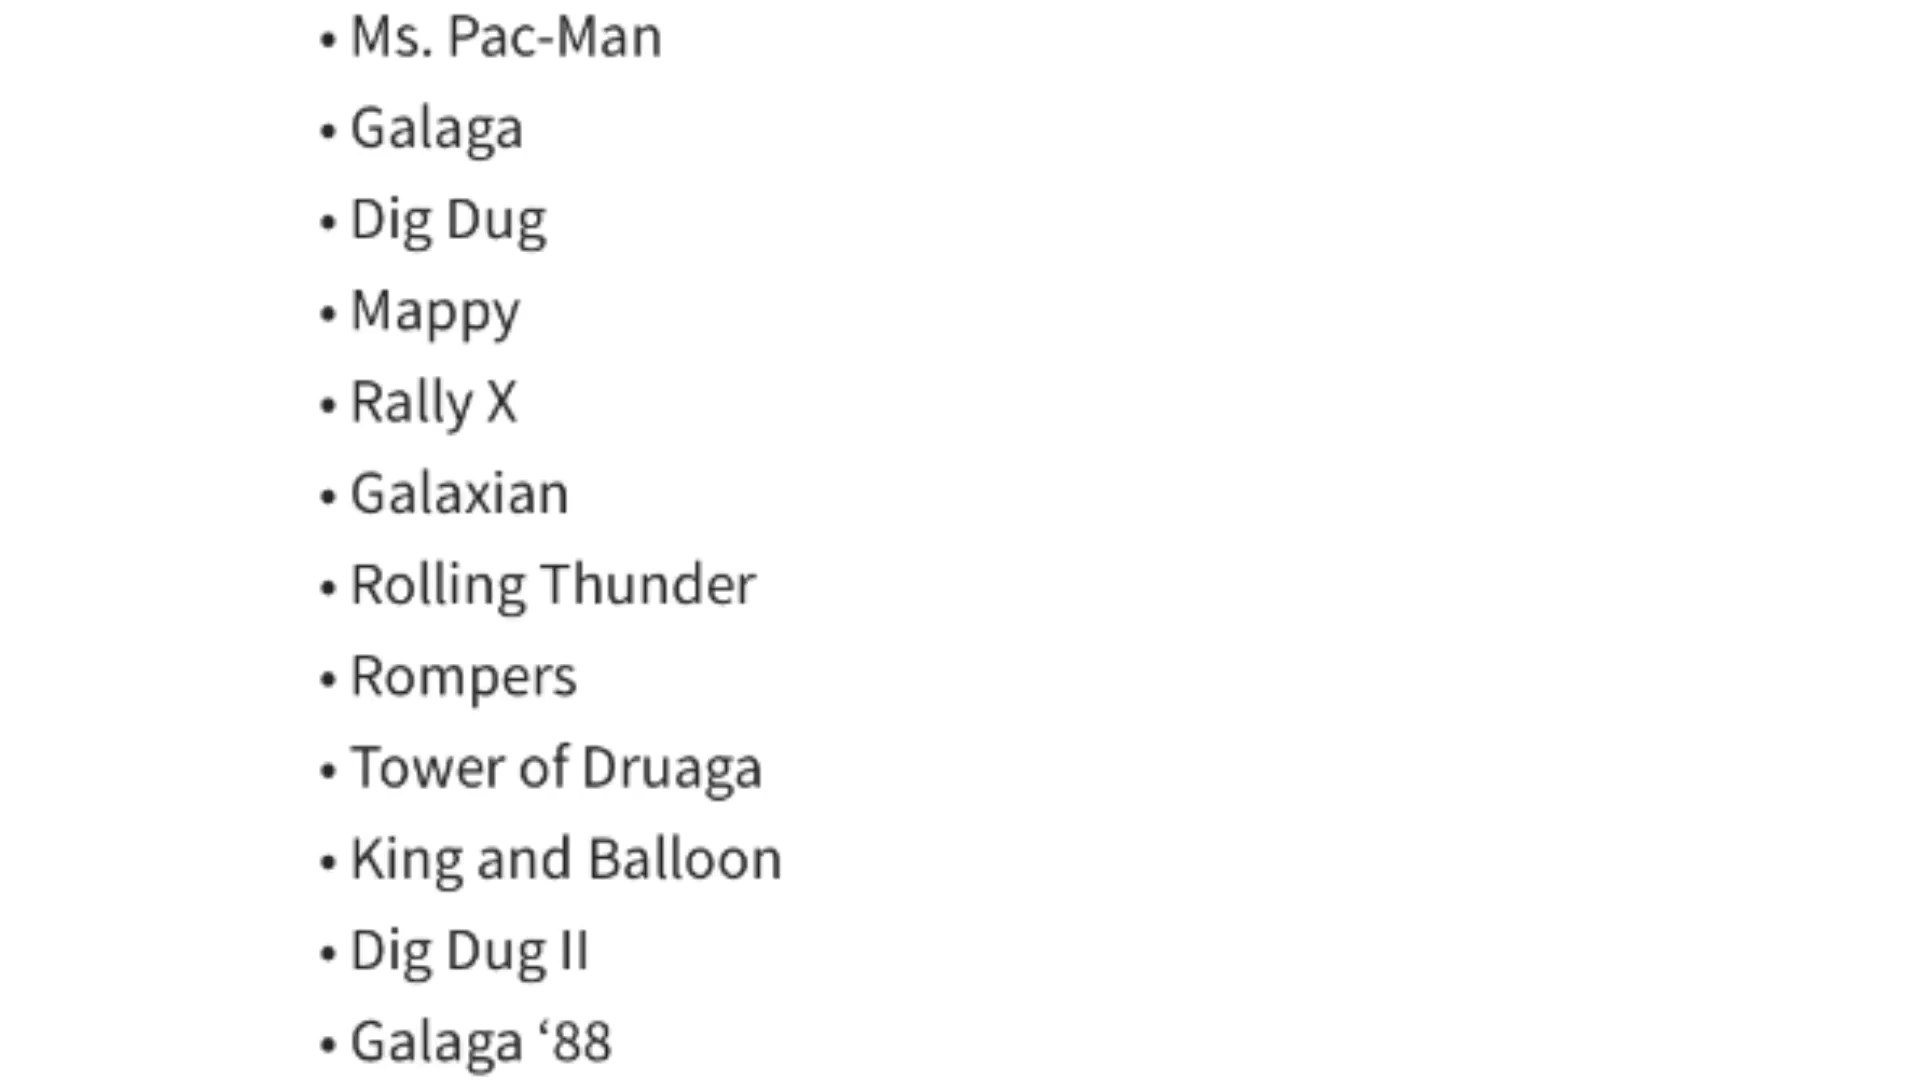 • Ms. Pac-Man
• Galaga
• Dig Dug
• Mappy
• Rally X
• Galaxian
• Rolling Thunder
• Rompers
• Tower of Druaga
• King and Balloon
• Dig Dug II
• Galaga ‘88